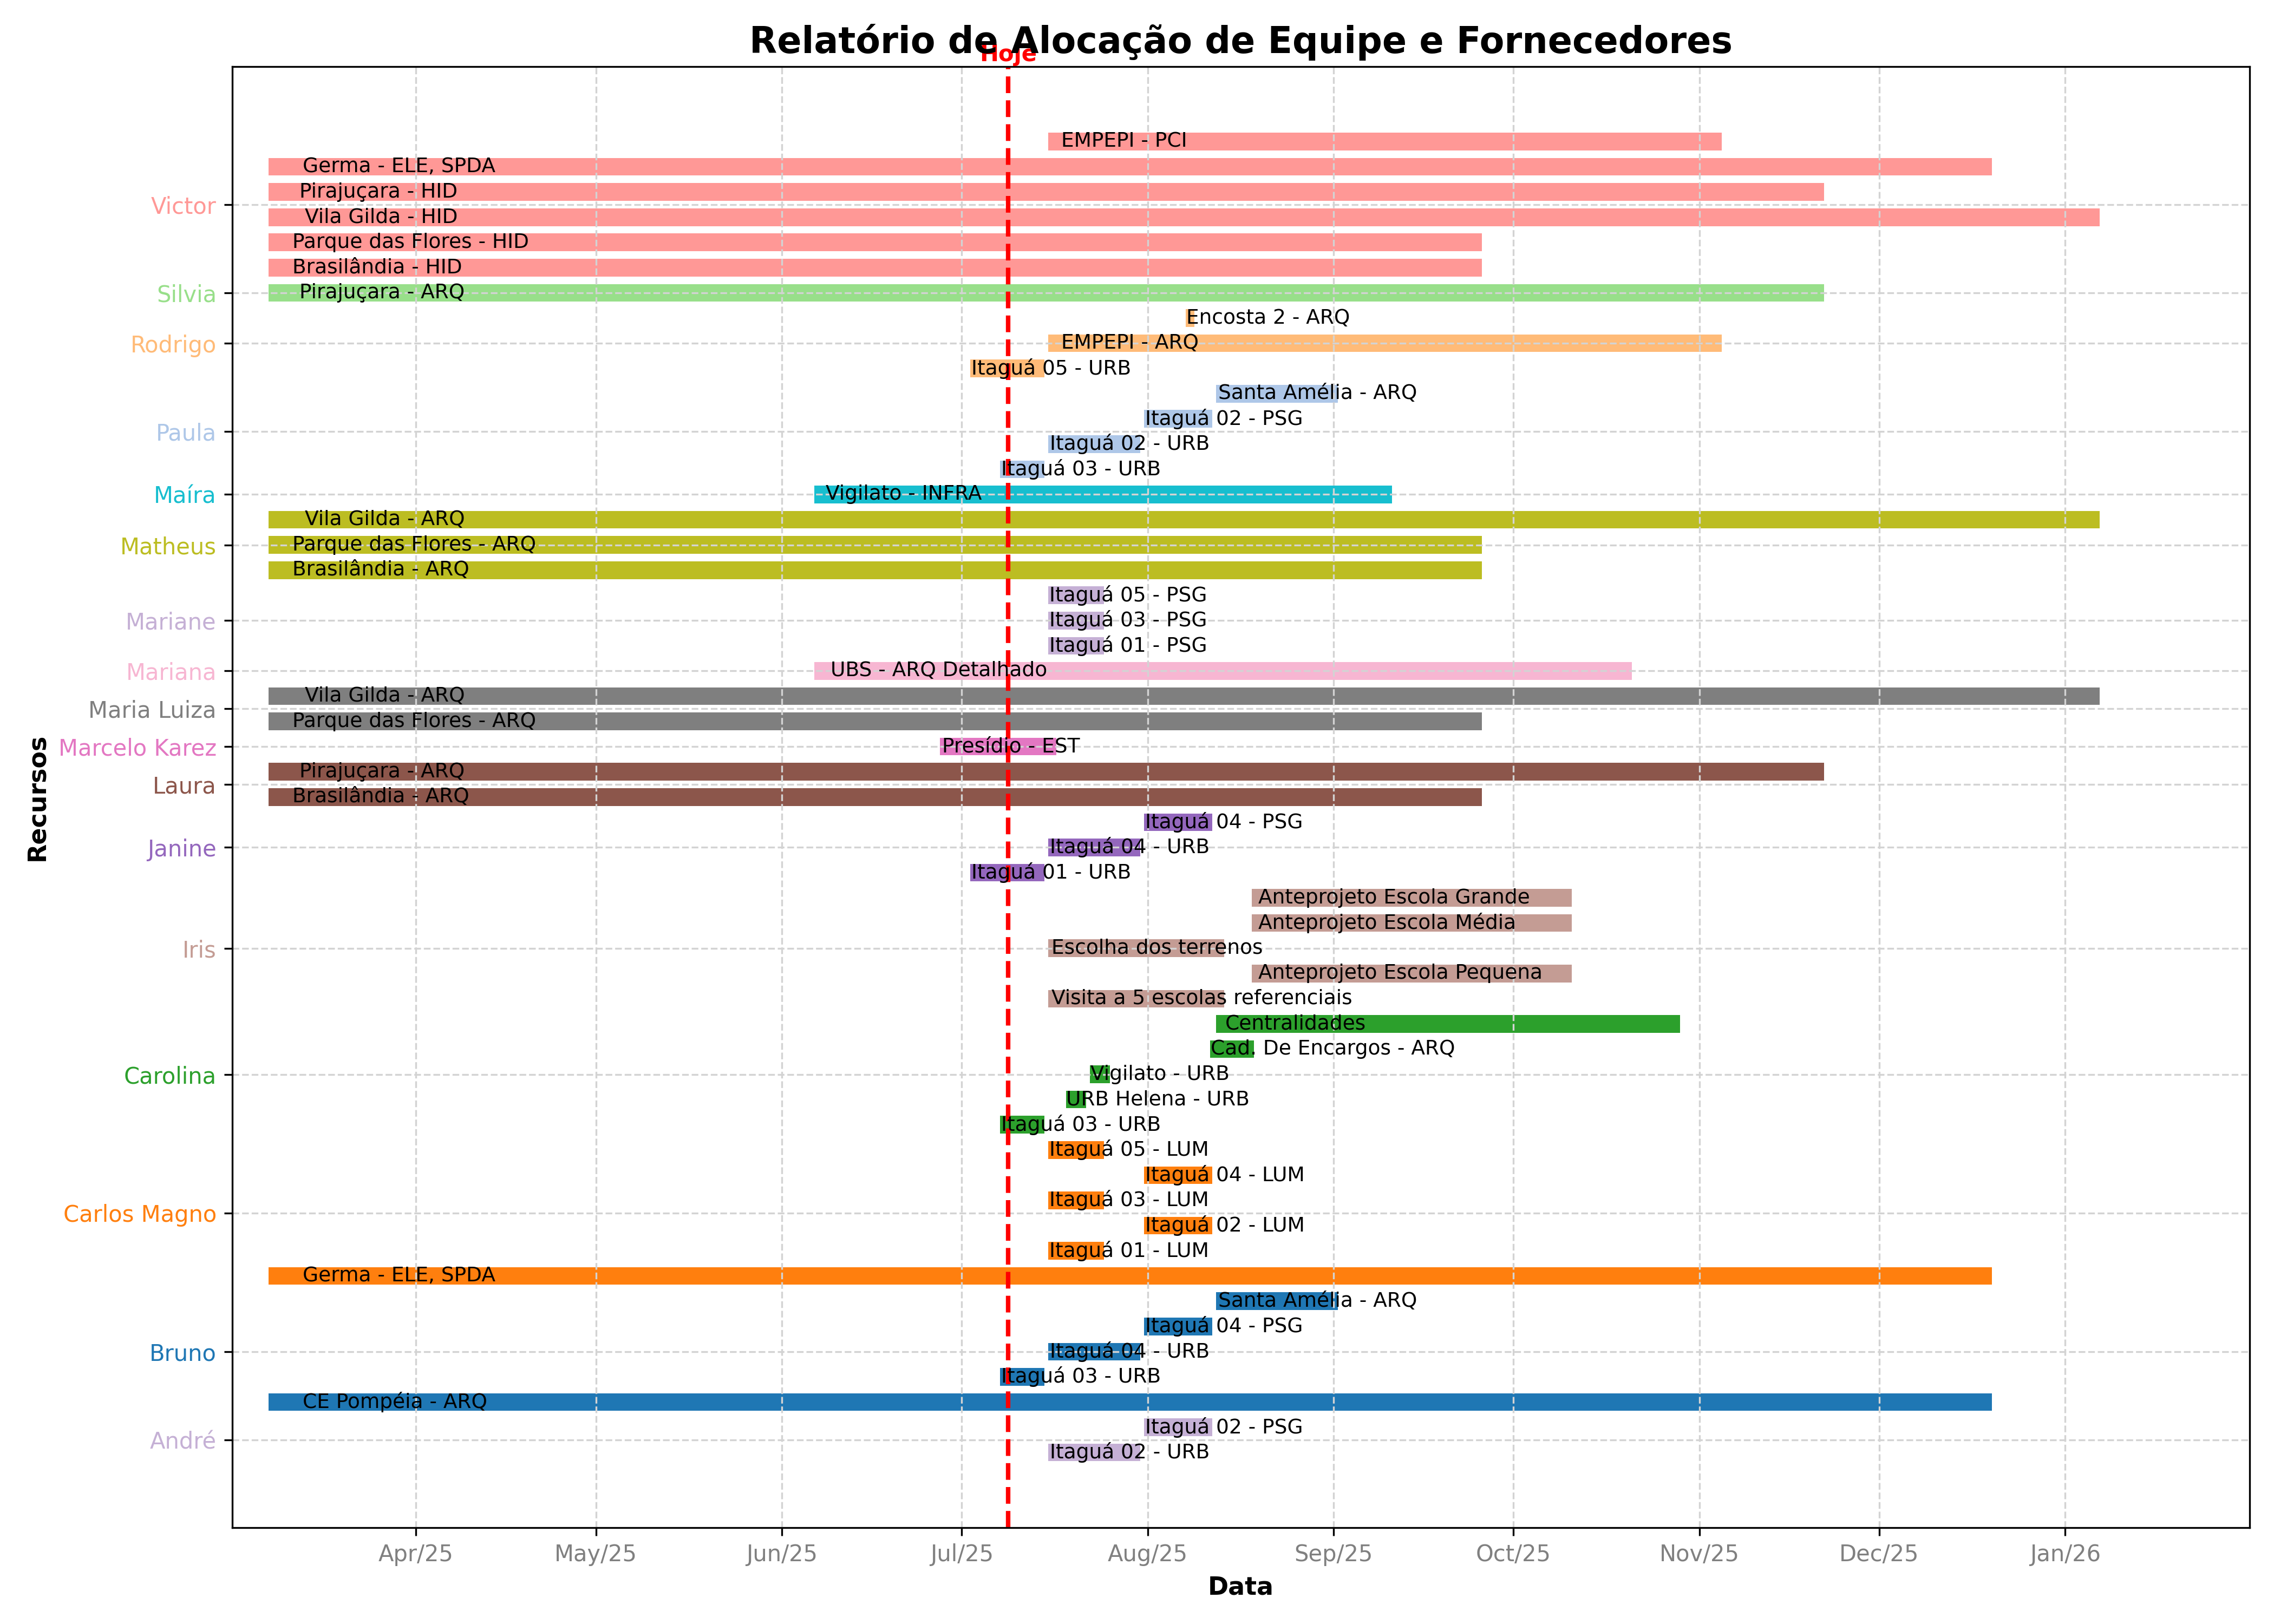 Relatório de Alocação de Equipe e Fornecedores
Hoje
EMPEPI - PCI
Germa - ELE, SPDA
Pirajuçara - HID
Victor
Vila Gilda - HID
Parque das Flores - HID
Brasilândia - HID
Silvia
Pirajuçara - ARQ
Encosta 2 - ARQ
Rodrigo
EMPEPI - ARQ
Itaguá 05 - URB
Santa Amélia - ARQ
Itaguá 02 - PSG
Paula
Itaguá 02 - URB
Itaguá 03 - URB
Maíra
Vigilato - INFRA
Vila Gilda - ARQ
Matheus
Parque das Flores - ARQ
Brasilândia - ARQ
Itaguá 05 - PSG
Mariane
Itaguá 03 - PSG
Itaguá 01 - PSG
Mariana
UBS - ARQ Detalhado
Vila Gilda - ARQ
Maria Luiza
Parque das Flores - ARQ
Marcelo Karez
Presídio - EST
Pirajuçara - ARQ
Laura
Brasilândia - ARQ
Itaguá 04 - PSG
Janine
Itaguá 04 - URB
Itaguá 01 - URB
Anteprojeto Escola Grande
Anteprojeto Escola Média
Iris
Escolha dos terrenos
Anteprojeto Escola Pequena
Visita a 5 escolas referenciais
Centralidades
Cad. De Encargos - ARQ
Carolina
Vigilato - URB
URB Helena - URB
Itaguá 03 - URB
Itaguá 05 - LUM
Itaguá 04 - LUM
Itaguá 03 - LUM
Carlos Magno
Itaguá 02 - LUM
Itaguá 01 - LUM
Germa - ELE, SPDA
Santa Amélia - ARQ
Itaguá 04 - PSG
Bruno
Itaguá 04 - URB
Itaguá 03 - URB
CE Pompéia - ARQ
Itaguá 02 - PSG
André
Itaguá 02 - URB
Recursos
Apr/25 May/25 Jun/25 Jul/25 Aug/25 Sep/25 Oct/25 Nov/25 Dec/25 Jan/26
Data